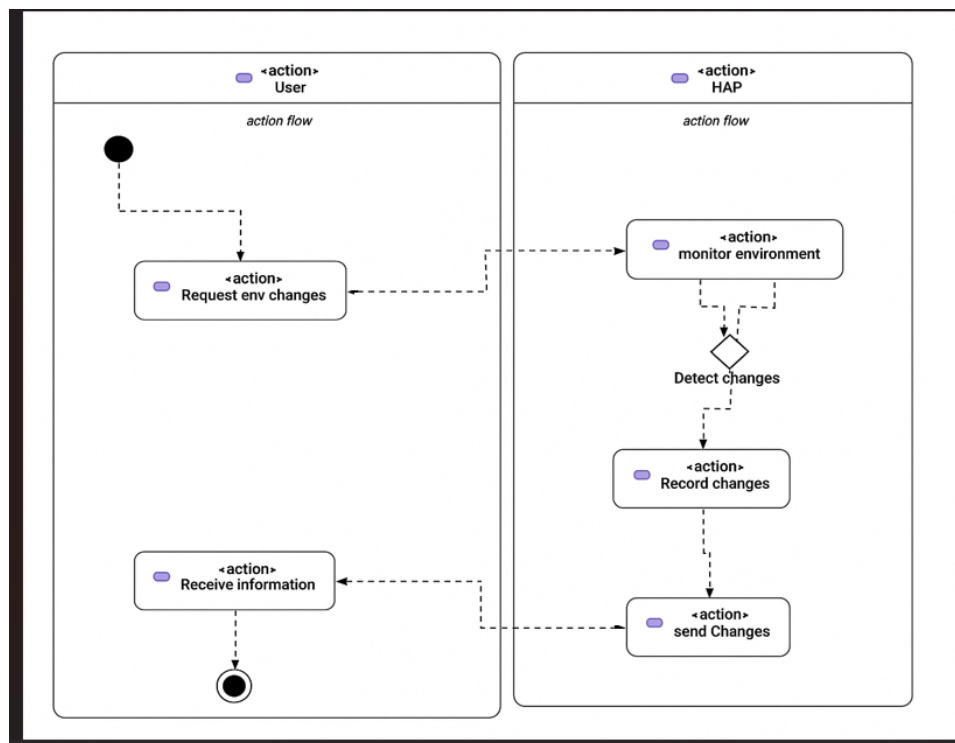 «action»
User
action flow
«action»
Request env changes
«action»
Receive information
«action»
HAP
action flow
«action»
monitor environment
Detect changes
«action»
Record changes
«action»
send Changes